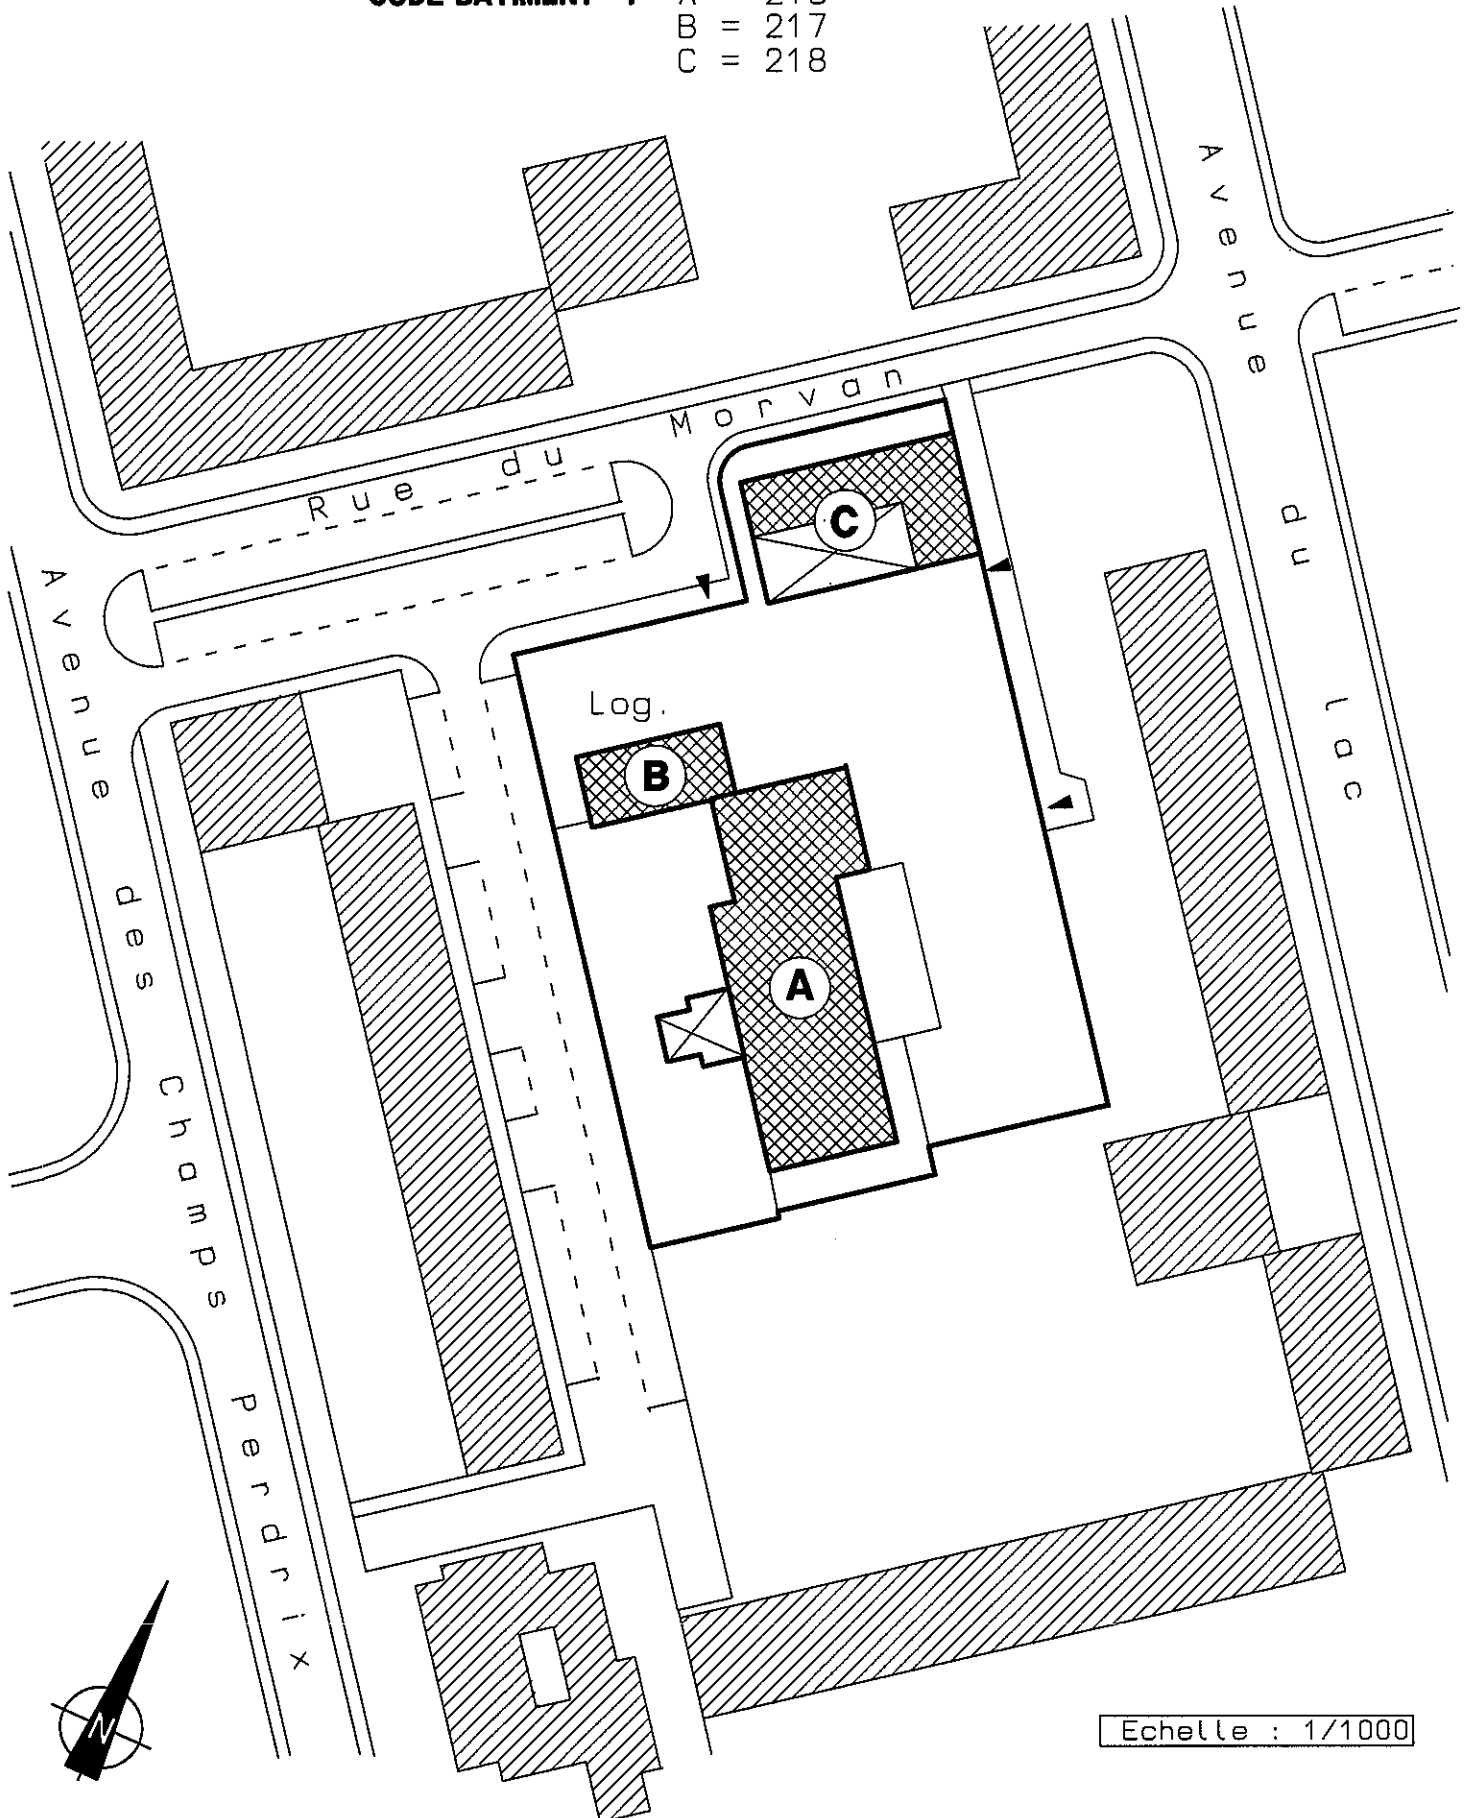 B = 217
C = 218
Avenue du Lac
Rue du Morvan
C
Avenue des Champs Perdrix
Log.
B
A
N
Echelle : 1/1000